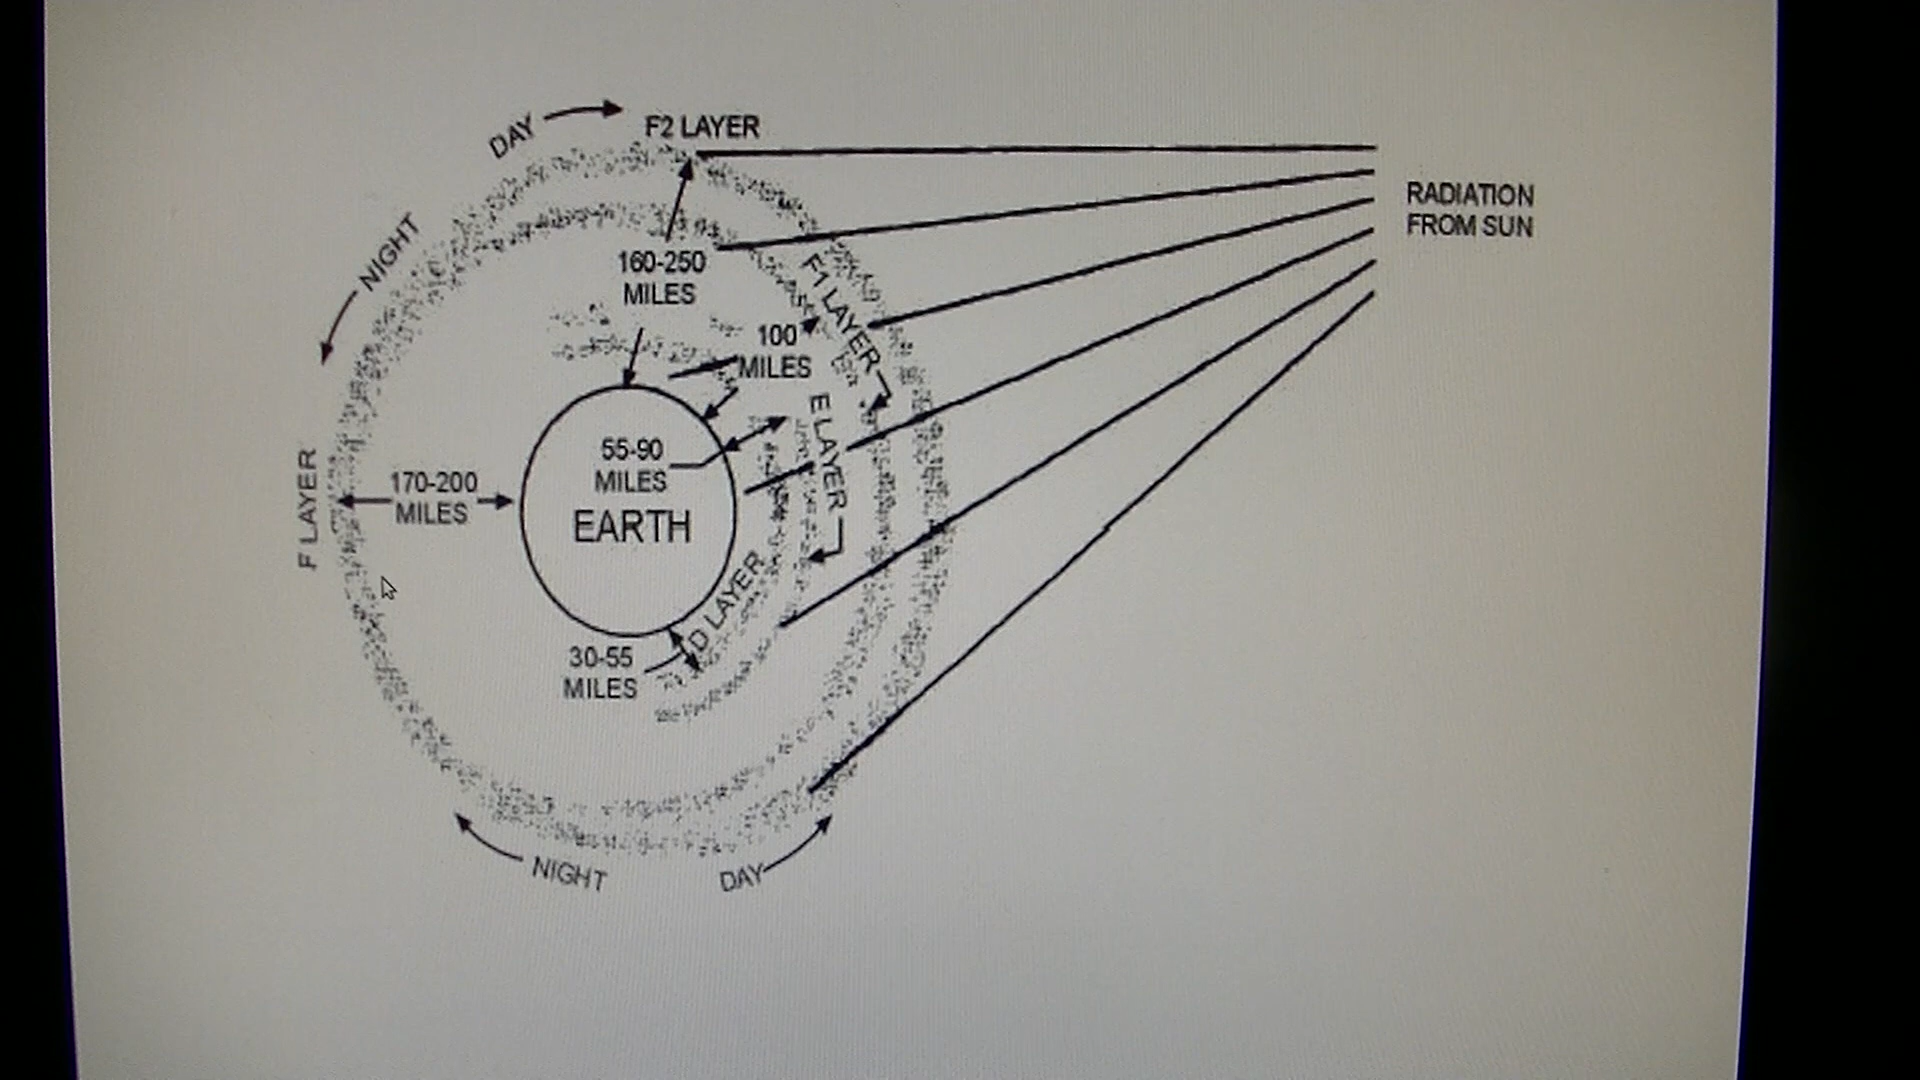 DAY
F2 LAYER
RADIATION
FROM SUN
NIGHT
160-250
MILES
F1 LAYER
100
MILES
E LAYER
55-90
MILES
F LAYER
170-200
MILES
EARTH
D LAYER
30-55
MILES
NIGHT
DAY